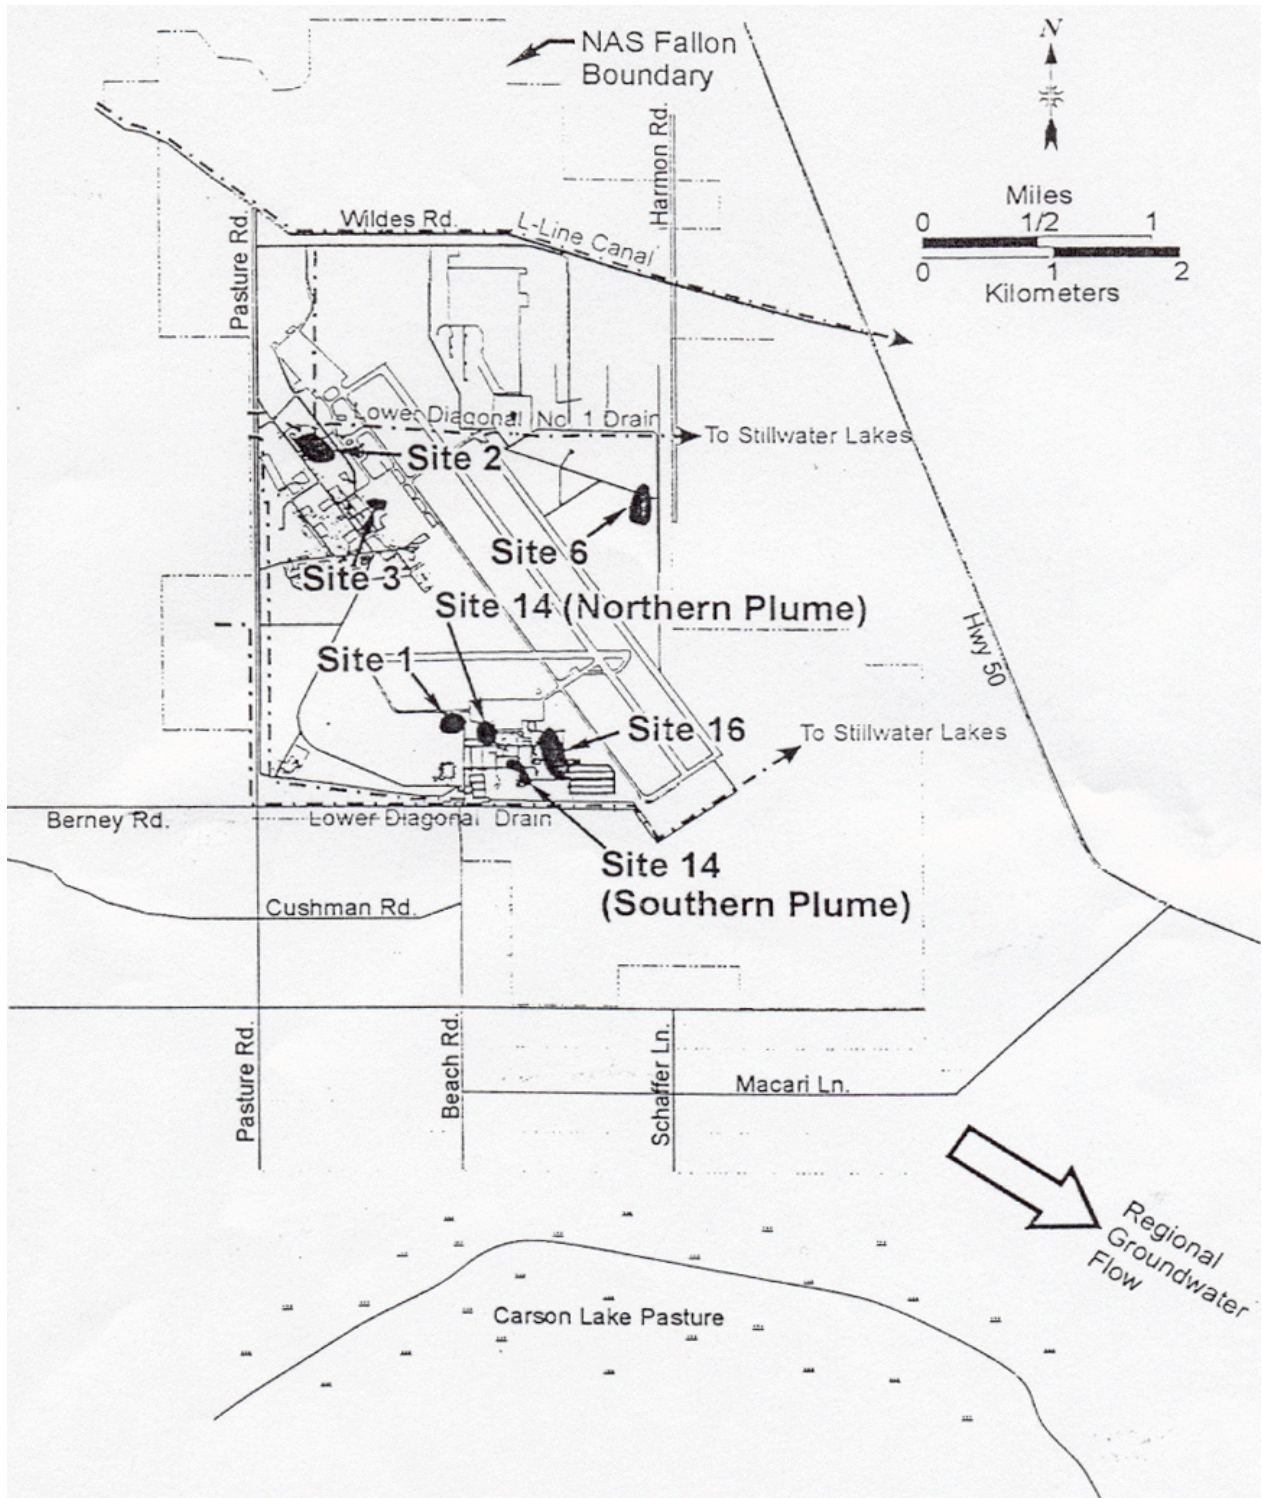 NAS Fallon
Boundary
N
Harmon Rd.
Miles
0 1/2 1
0 1 2
Kilometers
Pasture Rd.
Wildes Rd.
L-Line Canal
Lower Diagonal No. 1 Drain
To Stillwater Lakes
Site 2
Site 6
Site 3
Site 14 (Northern Plume)
Hwy 50
Site 1
Site 16
To Stillwater Lakes
Berney Rd.
Lower Diagonal Drain
Site 14
(Southern Plume)
Cushman Rd.
Pasture Rd.
Beach Rd.
Schaffer Ln.
Macari Ln.
Regional
Groundwater
Flow
Carson Lake Pasture